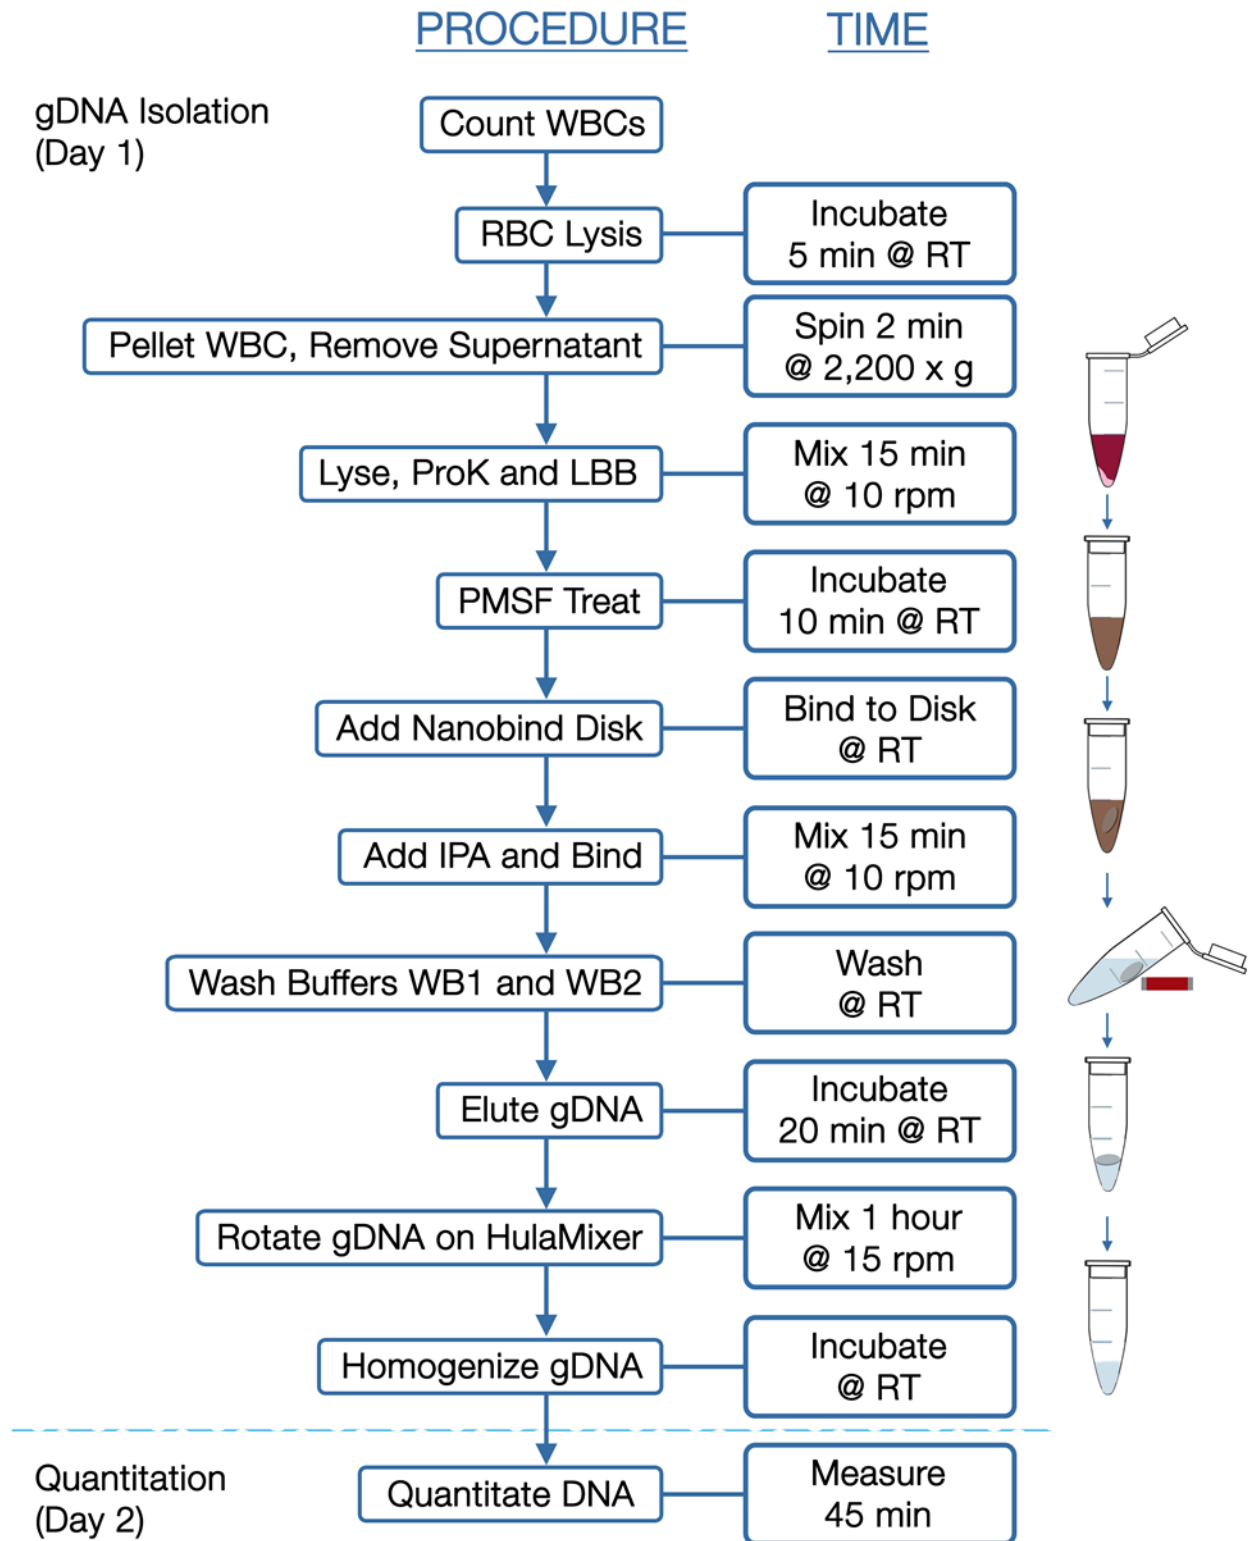 PROCEDURE
TIME
gDNA Isolation
(Day 1)
Count WBCs
RBC Lysis
Incubate
5 min @ RT
Pellet WBC, Remove Supernatant
Spin 2 min
@ 2,200 x g
Lyse, ProK and LBB
Mix 15 min
@ 10 rpm
PMSF Treat
Incubate
10 min @ RT
Add Nanobind Disk
Bind to Disk
@ RT
Add IPA and Bind
Mix 15 min
@ 10 rpm
Wash Buffers WB1 and WB2
Wash
@ RT
Elute gDNA
Incubate
20 min @ RT
Rotate gDNA on HulaMixer
Mix 1 hour
@ 15 rpm
Homogenize gDNA
Incubate
@ RT
Quantitation
(Day 2)
Quantitate DNA
Measure
45 min